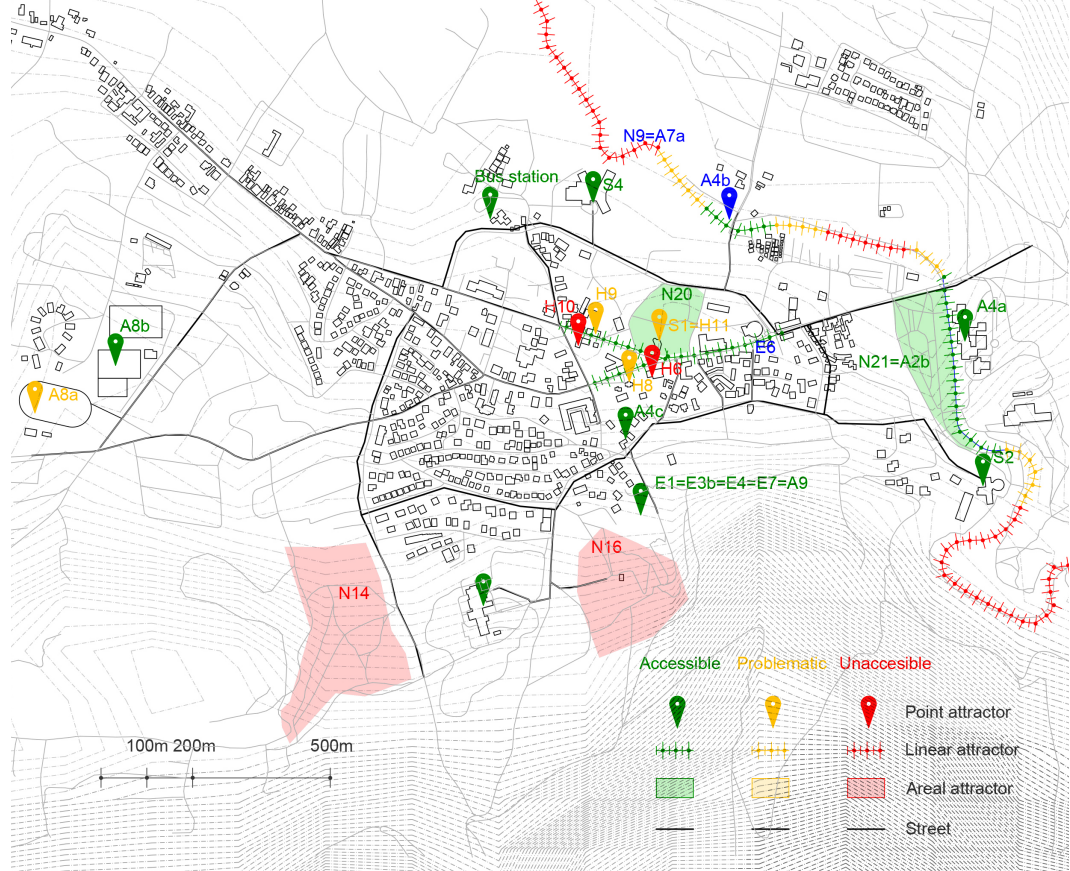 N9=A7a
Bus station
S4
A4b
N20
H10
H9
S1=H11
A4a
A8b
E6
N21=A2b
H6
H8
A8a
A4c
S2
E1=E3b=E4=E7=A9
N16
N14
Accessible Problematic Unaccesible
Point attractor
100m 200m 500m
Linear attractor
Areal attractor
Street